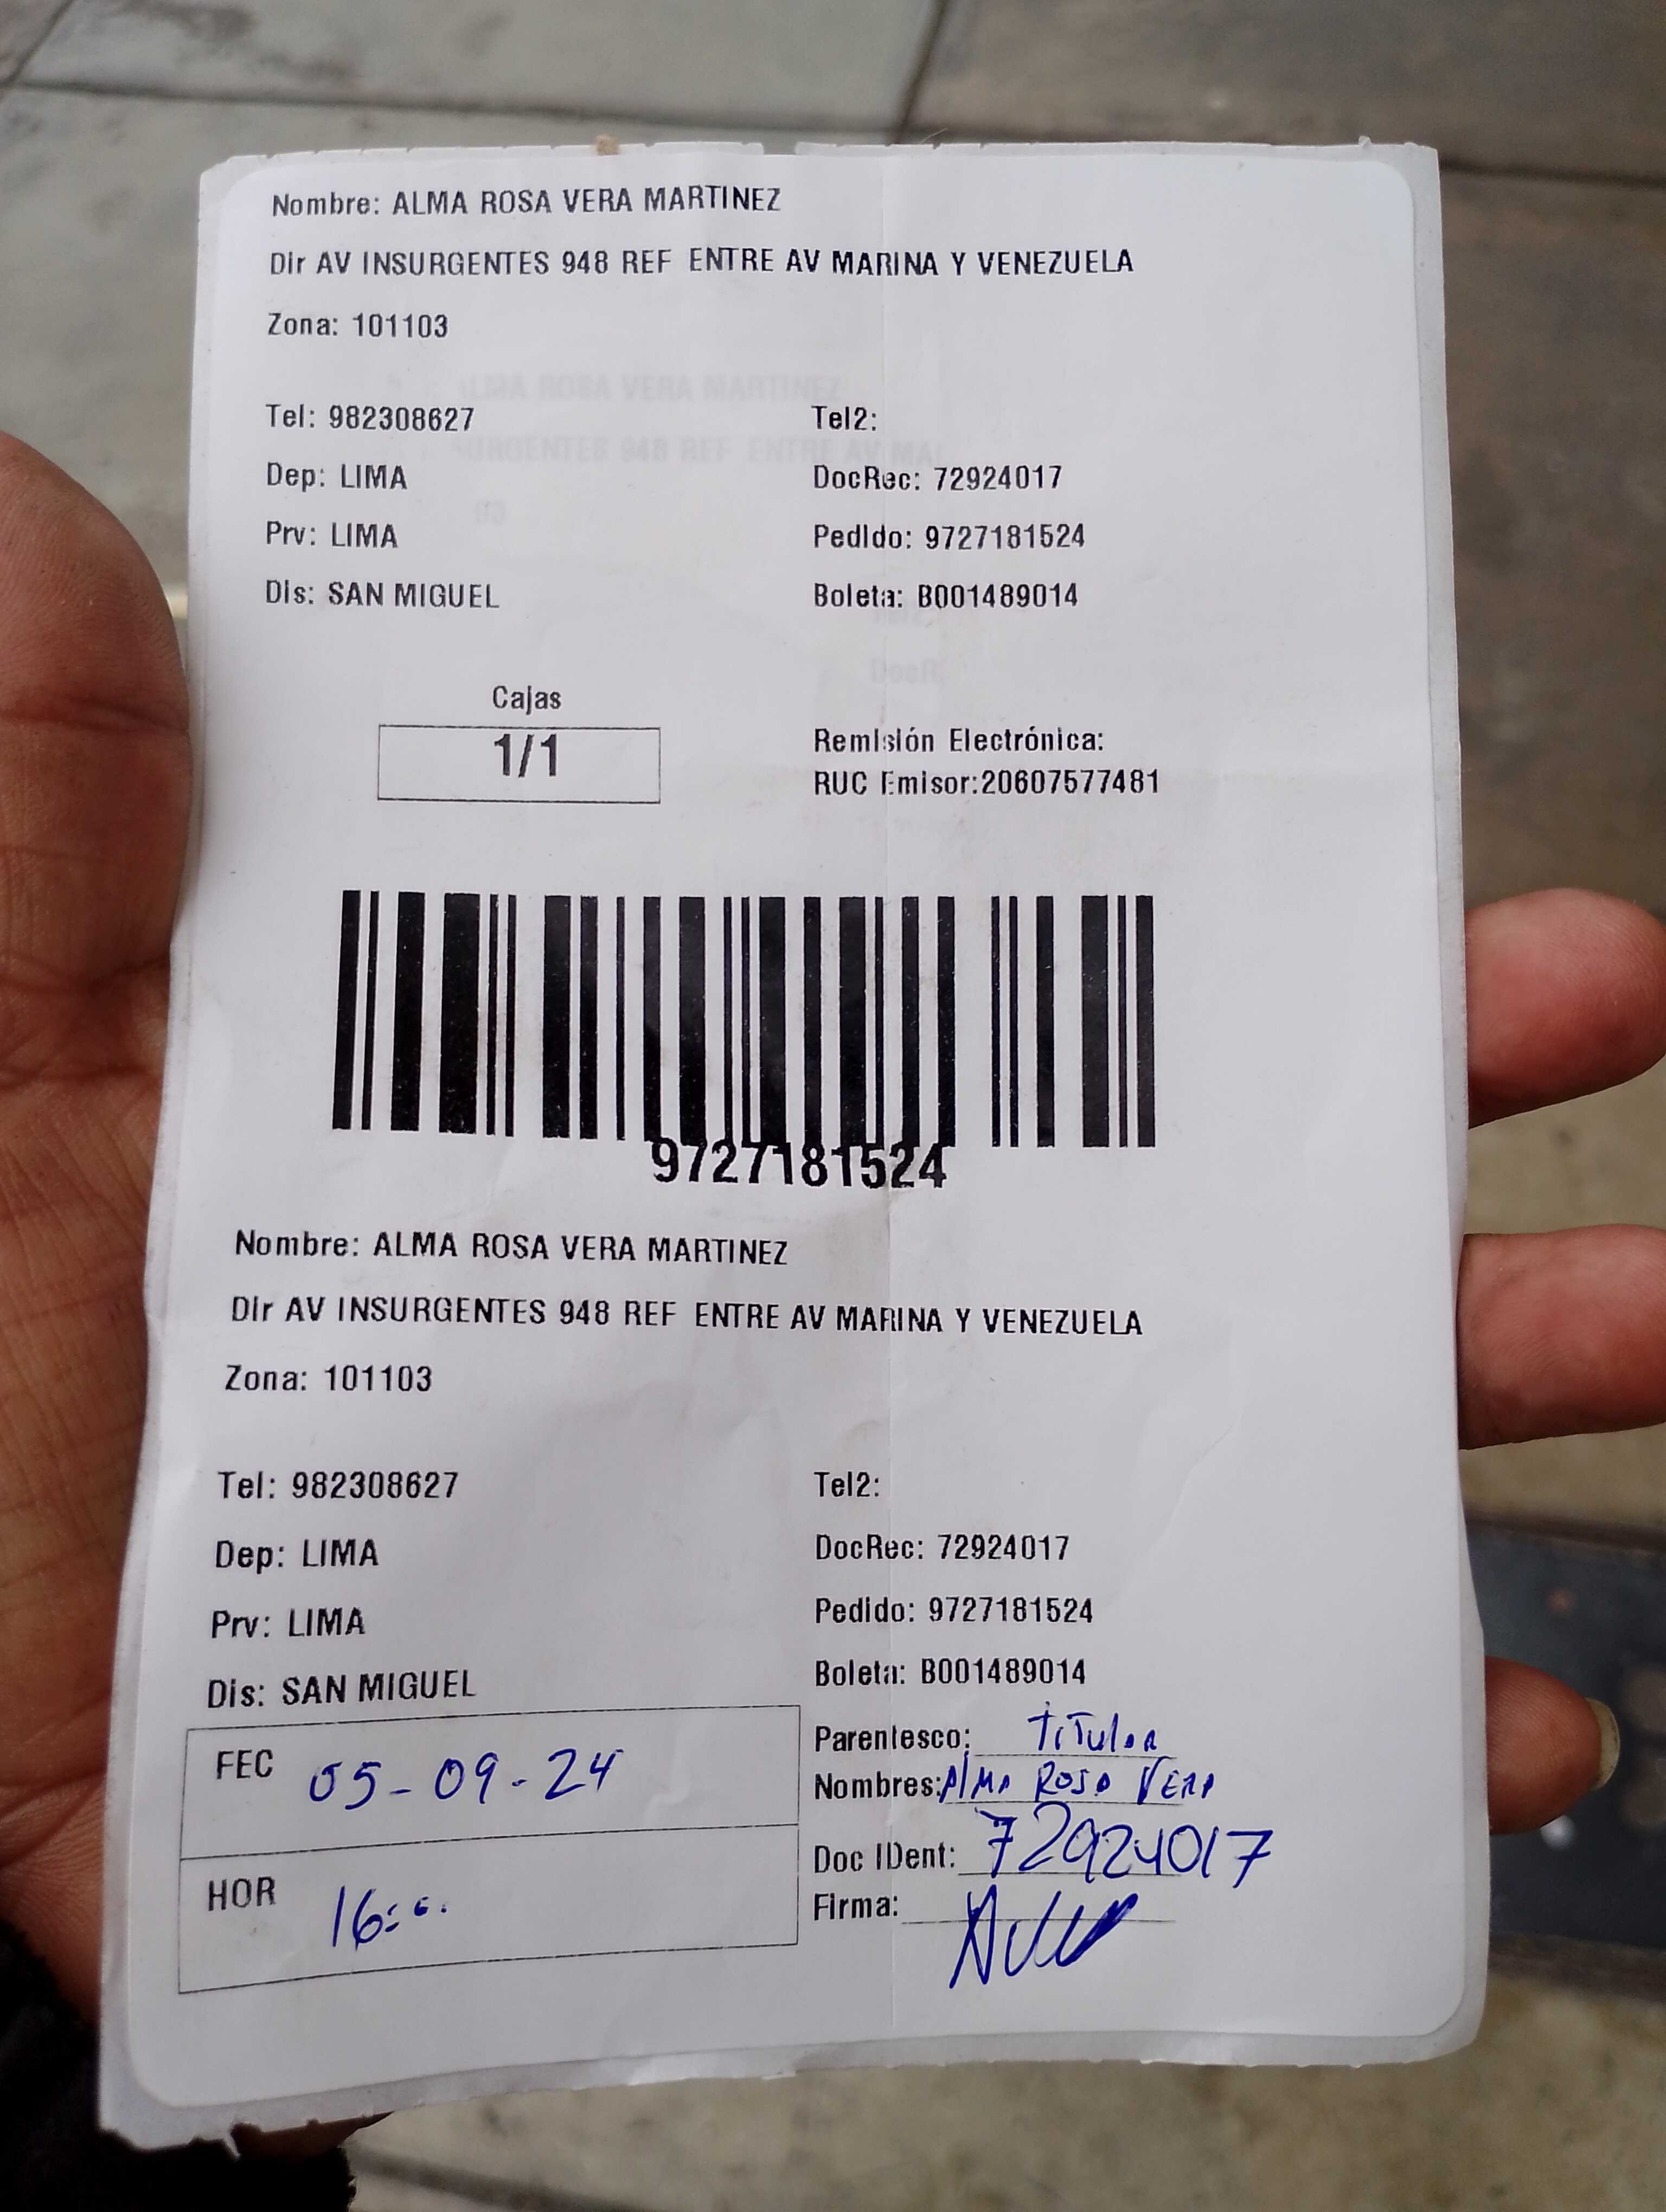 Nombre: ALMA ROSA VERA MARTINEZ
Dir AV INSURGENTES 948 REF ENTRE AV MARINA Y VENEZUELA
Zona: 101103
Tel: 982308627 Tel2:
Dep: LIMA DocRec: 72924017
Prv: LIMA Pedido: 9727181524
Dis: SAN MIGUEL Boleta: B001489014
Cajas
1/1
Remisión Electrónica:
RUC Emisor:20607577481
9727181524
Nombre: ALMA ROSA VERA MARTINEZ
Dir AV INSURGENTES 948 REF ENTRE AV MARINA Y VENEZUELA
Zona: 101103
Tel: 982308627 Tel2:
Dep: LIMA DocRec: 72924017
Prv: LIMA Pedido: 9727181524
Dis: SAN MIGUEL Boleta: B001489014
FEC 05-09-24
HOR 16:00
Parentesco: Titular
Nombres: Alma Rosa Vera
Doc IDent: 72924017
Firma: